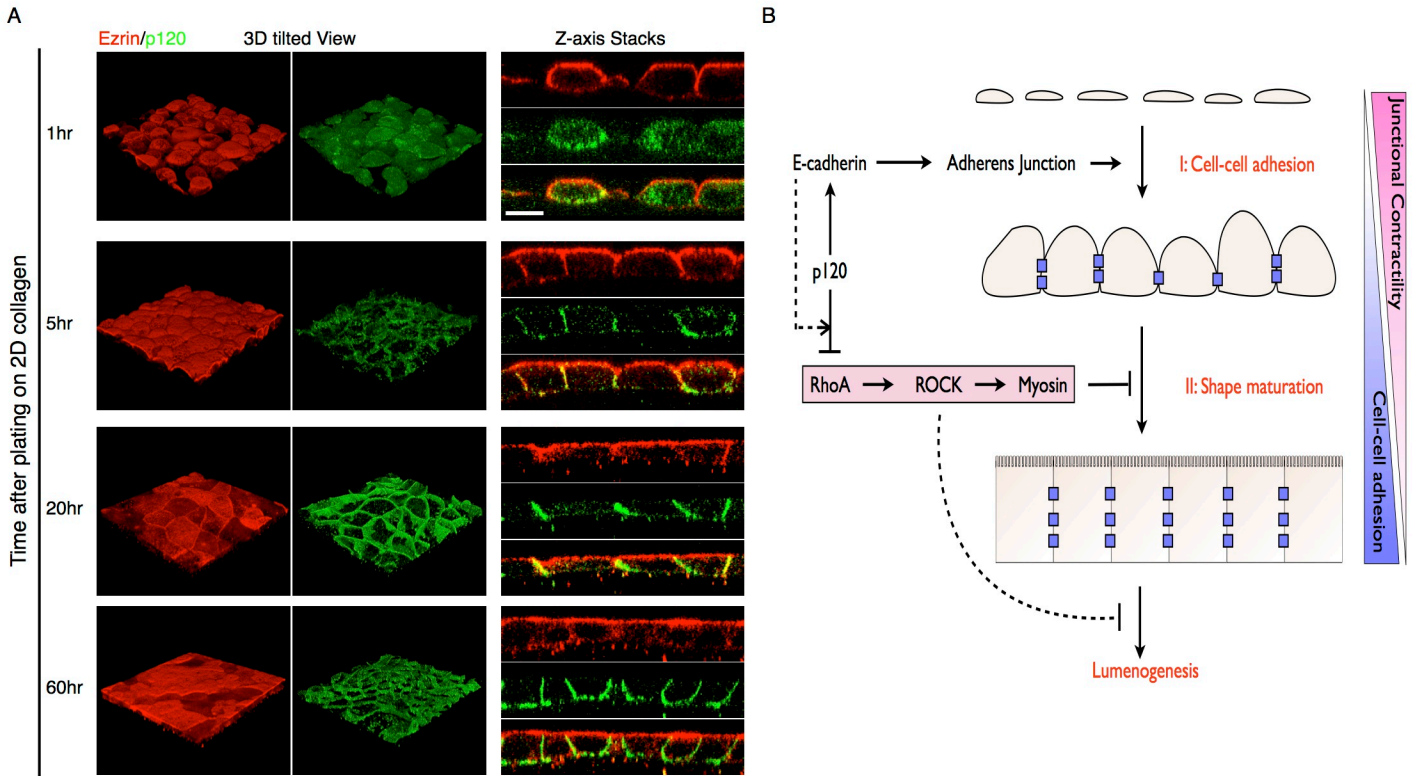 A
Ezrin/p120
3D tilted View
Z-axis Stacks
Time after plating on 2D collagen
1hr
5hr
20hr
60hr
B
E-cadherin
Adherens Junction
I: Cell-cell adhesion
p120
RhoA
ROCK
Myosin
II: Shape maturation
Lumenogenesis
Junctional Contractility
Cell-cell adhesion